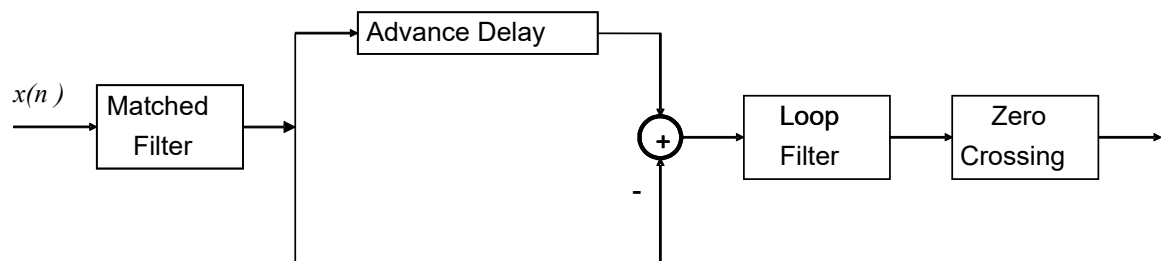 Advance Delay
x(n )
Matched
Filter
+
-
Loop
Filter
Zero
Crossing